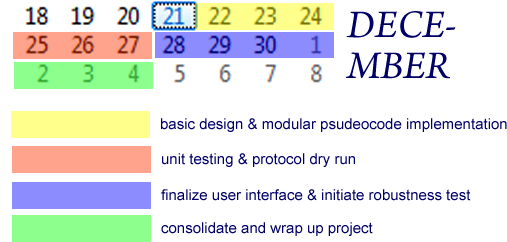 18 19 20 21 22 23 24
25 26 27 28 29 30 1
2 3 4 5 6 7 8
DECE-
MBER
basic design & modular psudeocode implementation
unit testing & protocol dry run
finalize user interface & initiate robustness test
consolidate and wrap up project